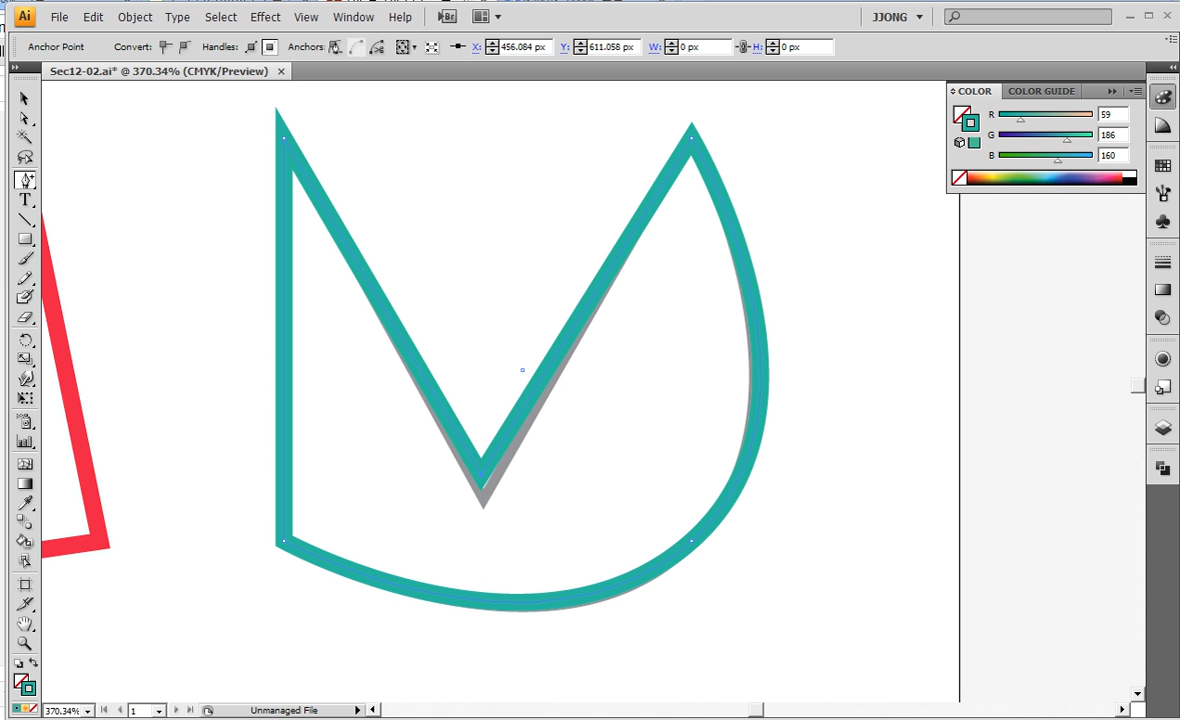 Ai File Edit Object Type Select Effect View Window Help Br JJONG
Anchor Point Convert: Handles: Anchors: X: 456.084 px Y: 611.058 px W: 0 px H: 0 px
Sec12-02.ai* @ 370.34% (CMYK/Preview)
COLOR COLOR GUIDE
R 59
G 186
B 160
T
370.34% 1 Unmanaged File